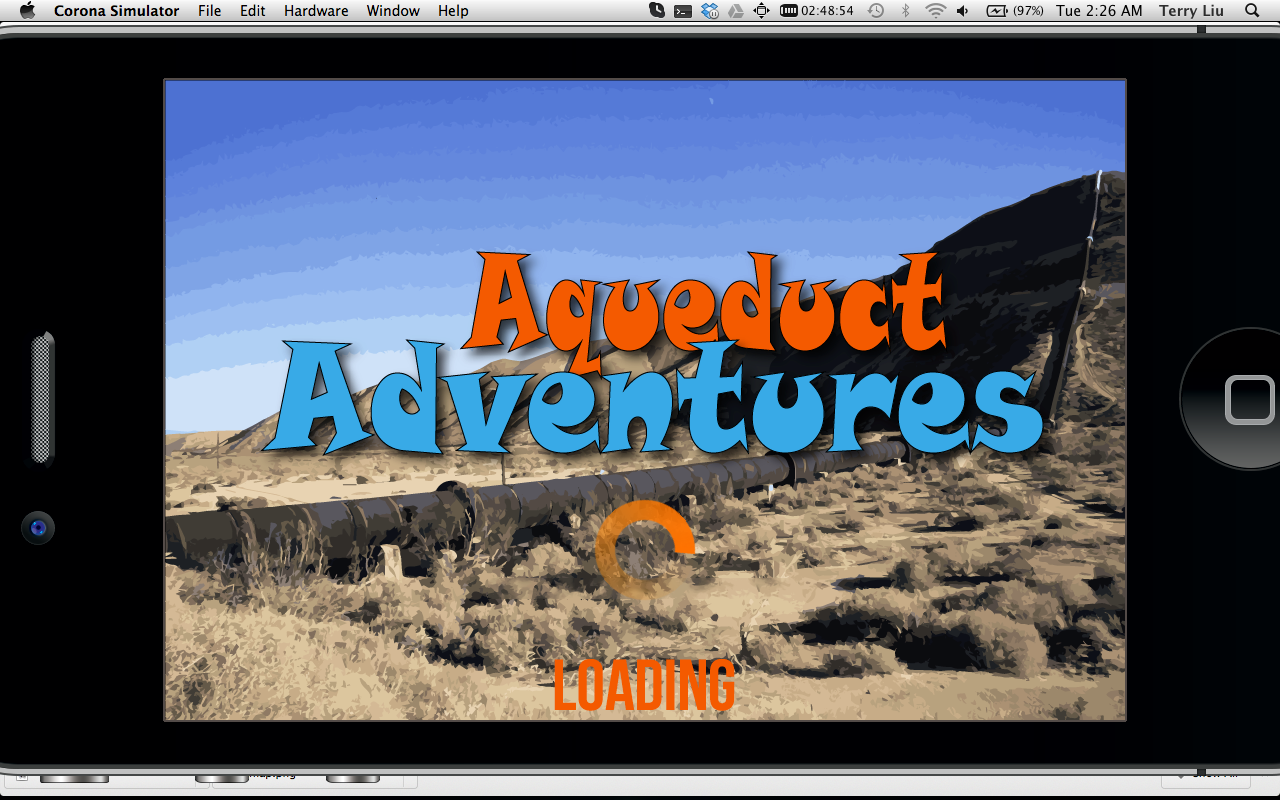 Corona Simulator File Edit Hardware Window Help 02:48:54 (97%) Tue 2:26 AM Terry Liu
Aqueduct
Adventures
LOADING